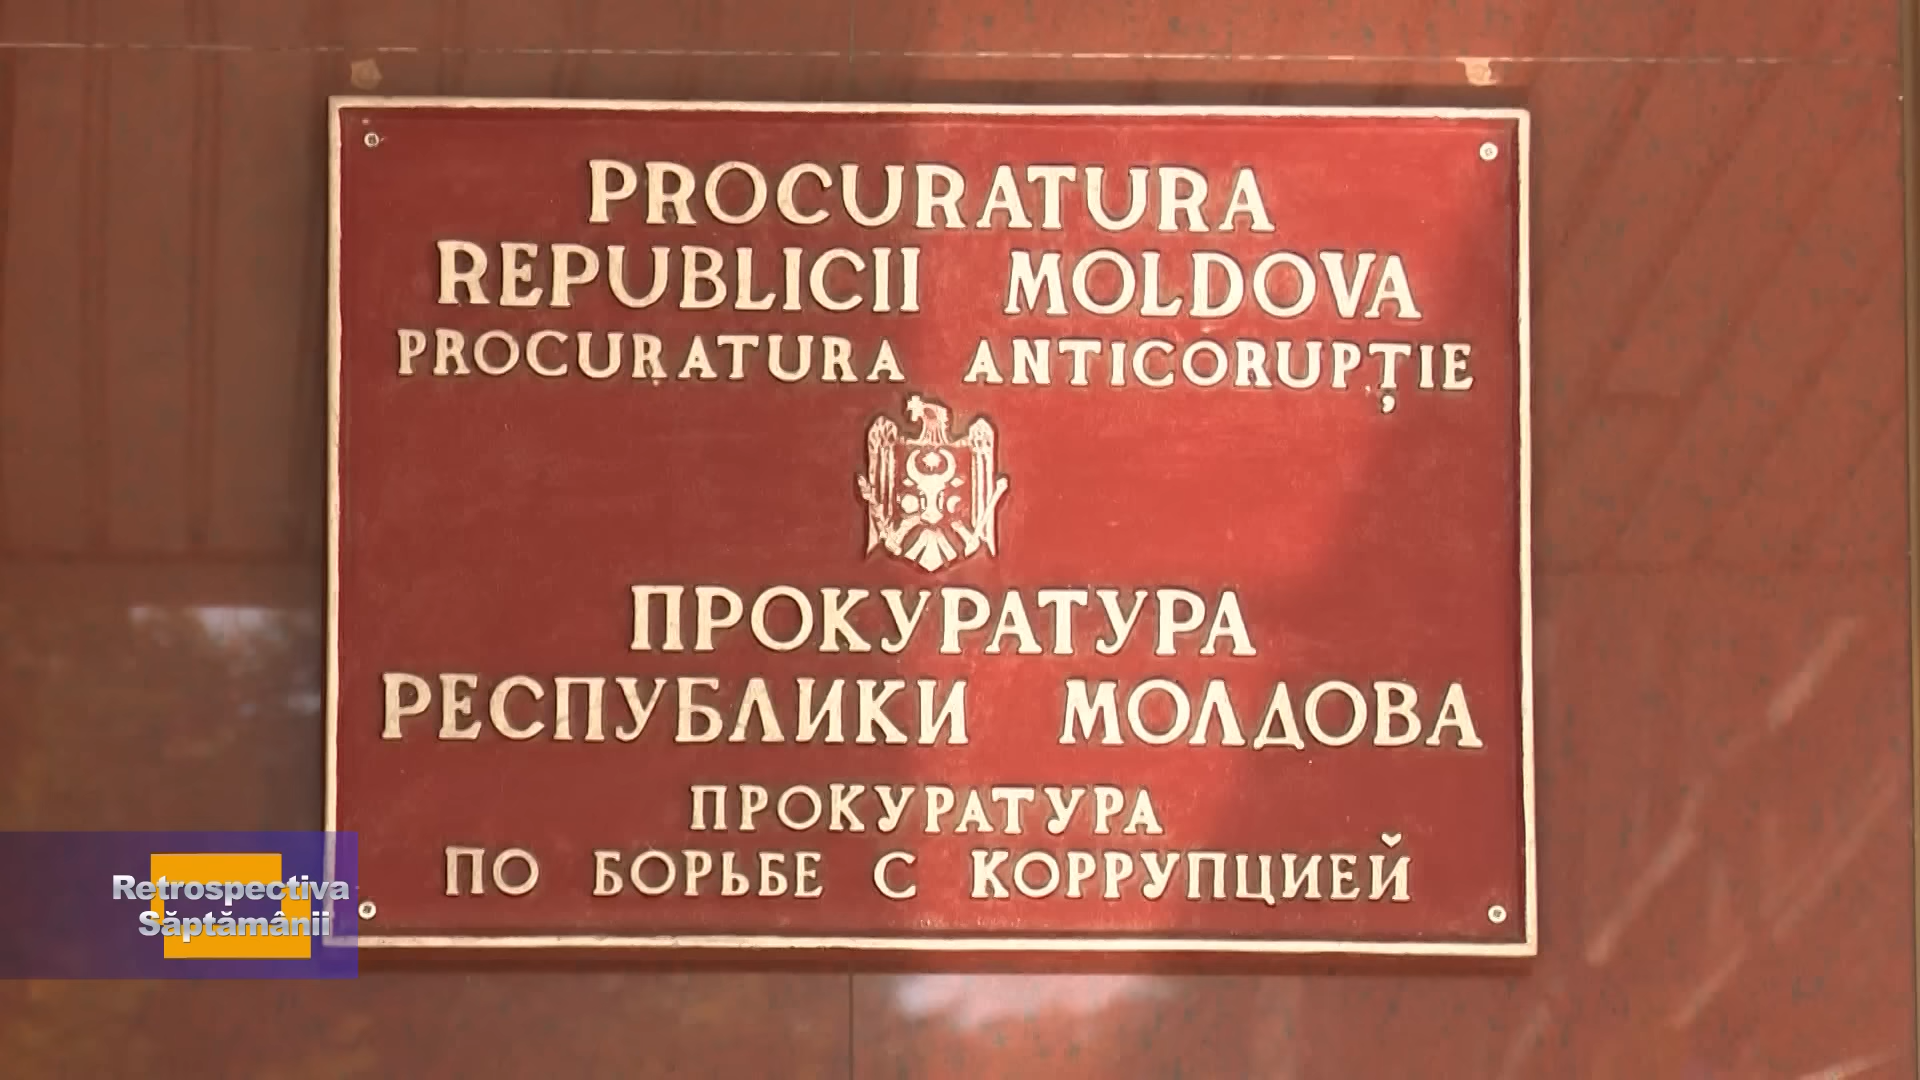 PROCURATURA
REPUBLICII MOLDOVA
PROCURATURA ANTICORUPȚIE
ПРОКУРАТУРА
РЕСПУБЛИКИ МОЛДОВА
ПРОКУРАТУРА
ПО БОРЬБЕ С КОРРУПЦИЕЙ
Retrospectiva
Săptămânii